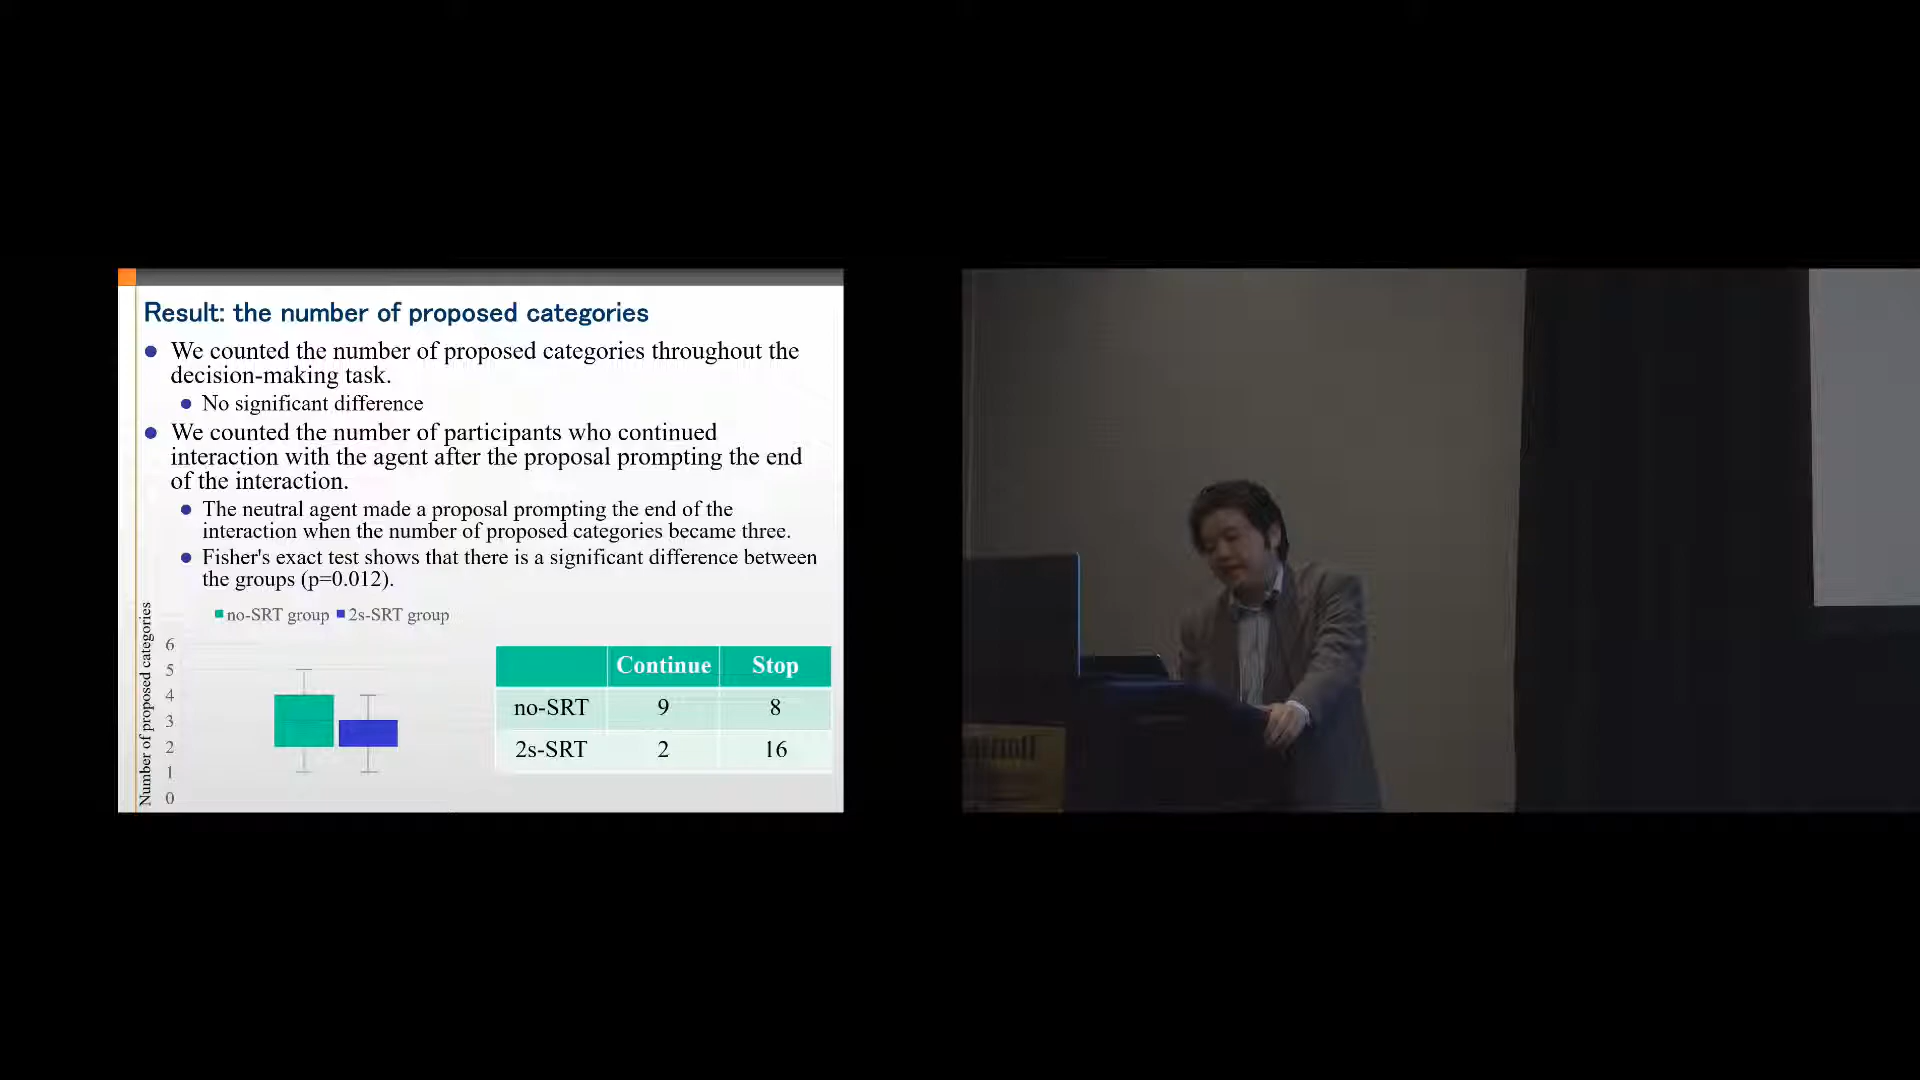 Result: the number of proposed categories
We counted the number of proposed categories throughout the
decision-making task.
No significant difference
We counted the number of participants who continued
interaction with the agent after the proposal prompting the end
of the interaction.
The neutral agent made a proposal prompting the end of the
interaction when the number of proposed categories became three.
Fisher's exact test shows that there is a significant difference between
the groups (p=0.012).
no-SRT group 2s-SRT group
Number of proposed categories
6
5
4
3
2
1
0
Continue Stop
no-SRT 9 8
2s-SRT 2 16